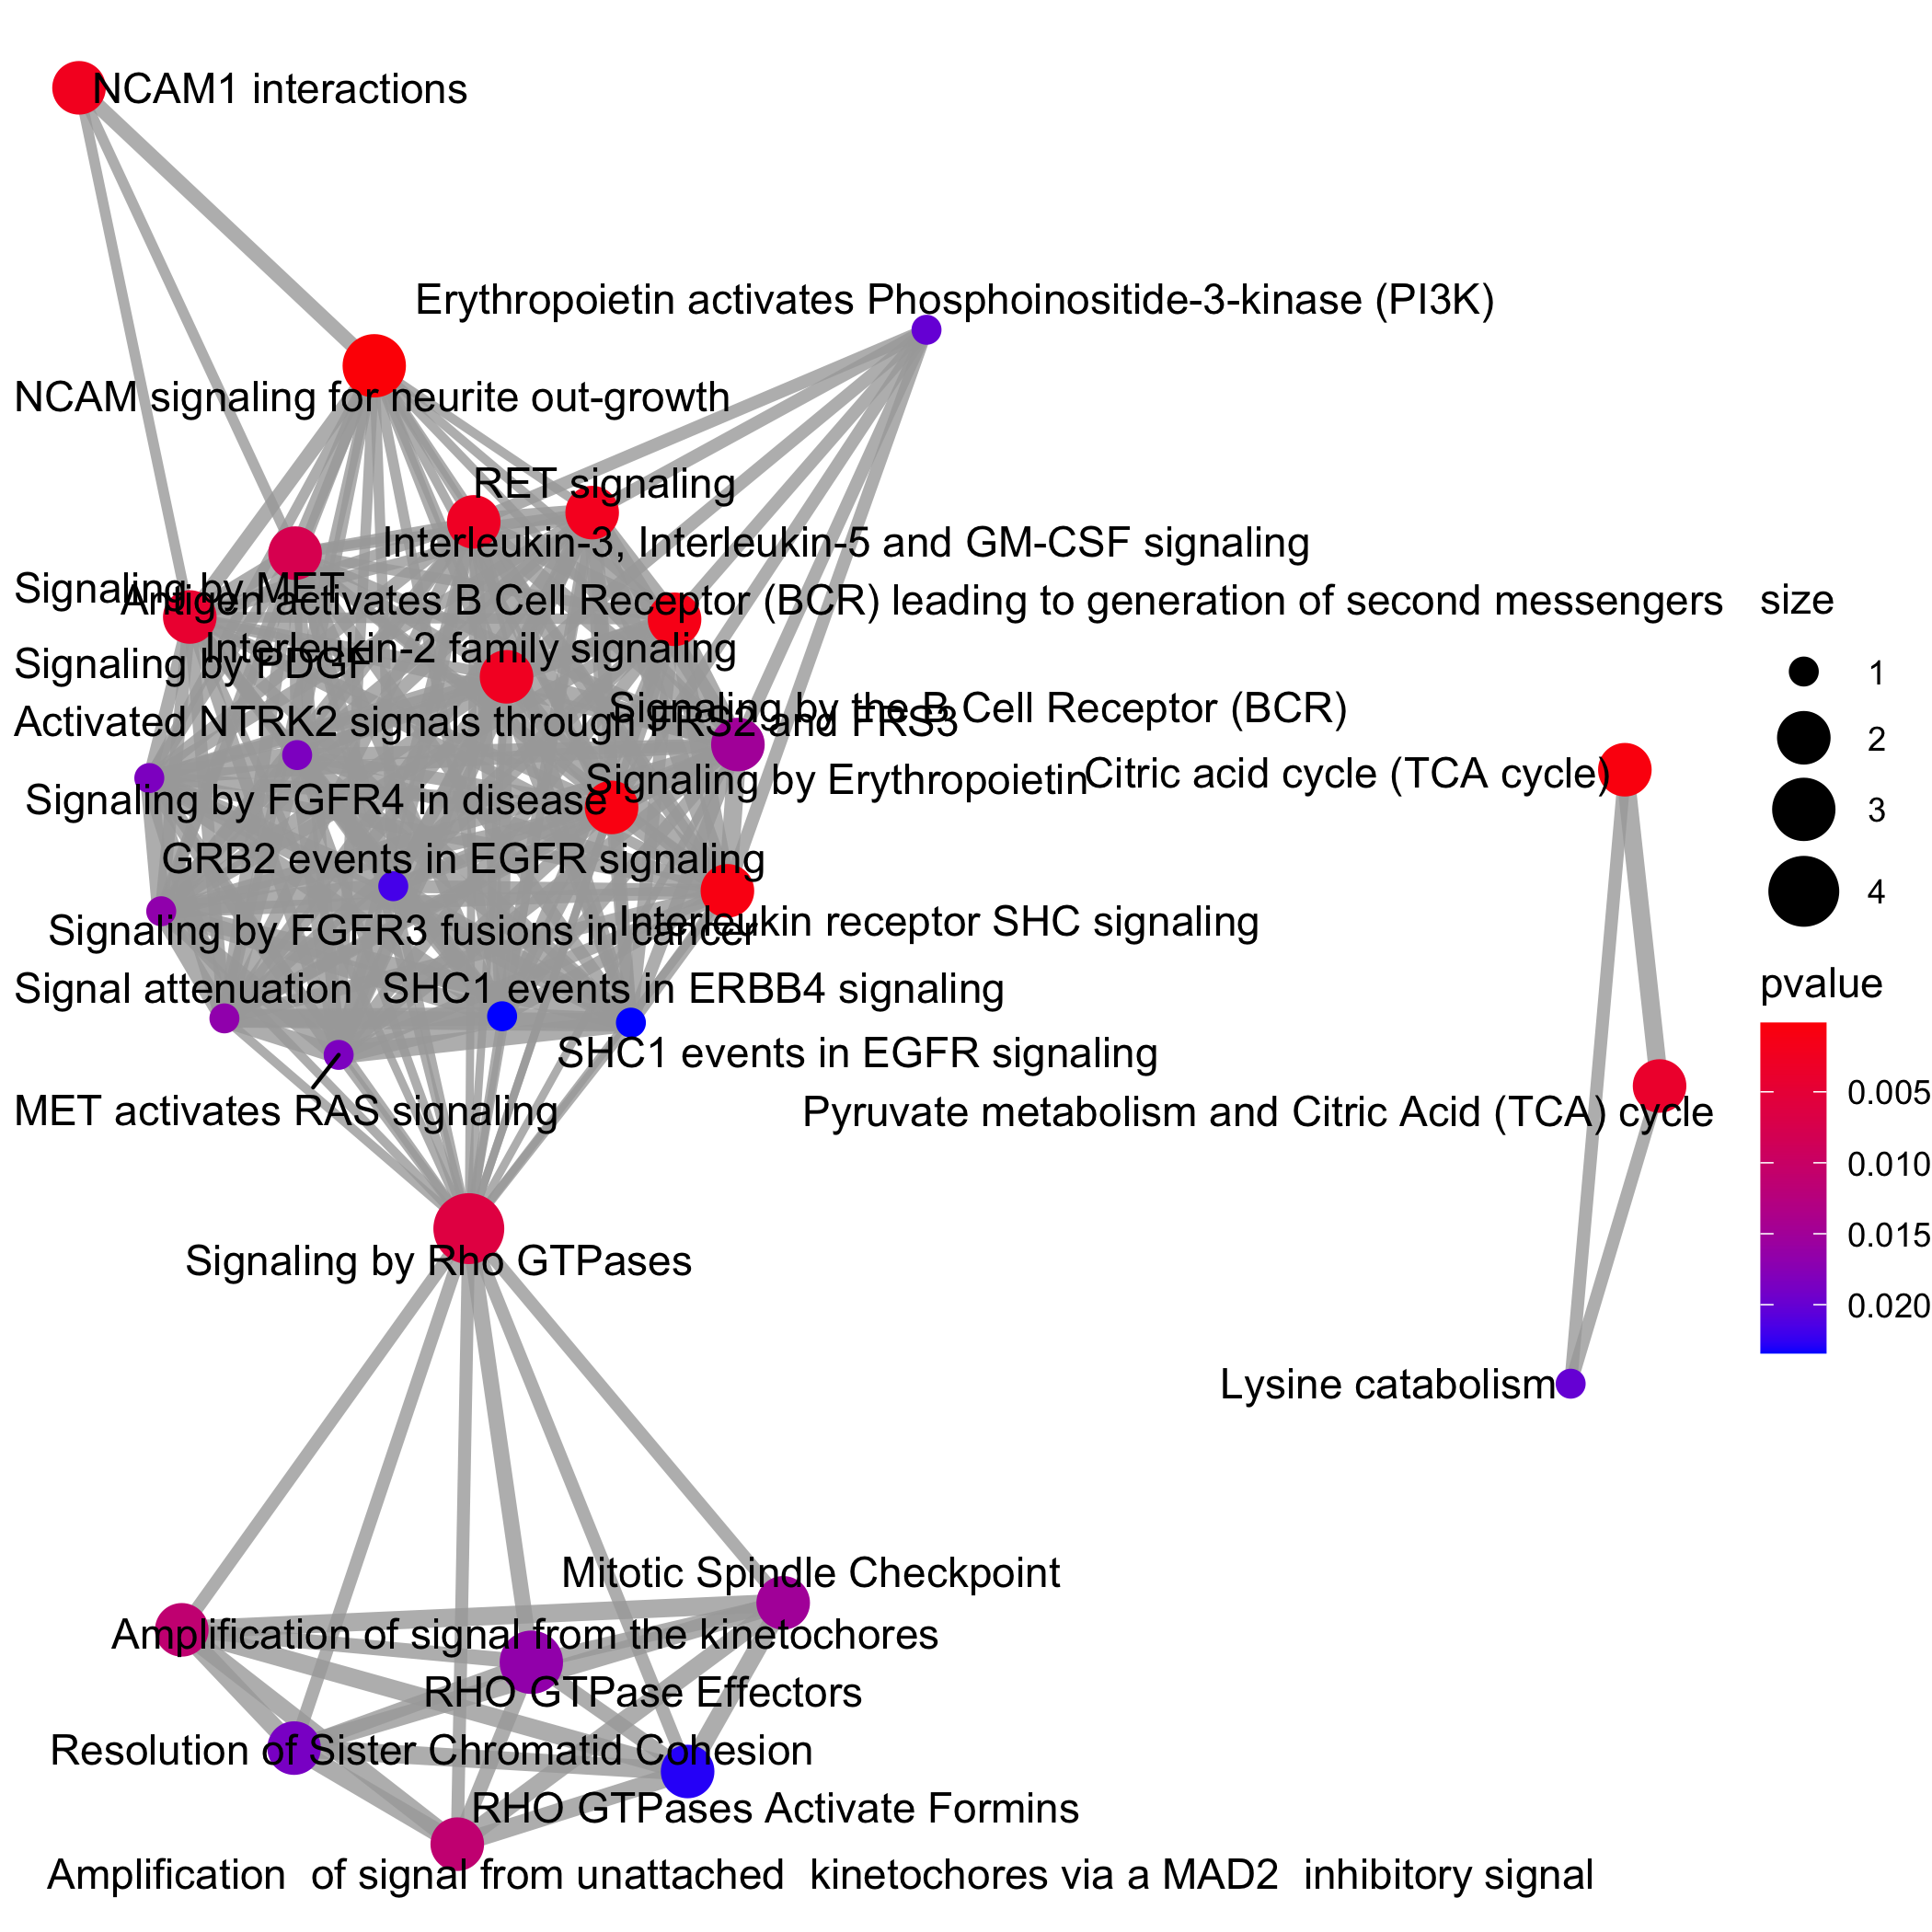 NCAM1 interactions
Erythropoietin activates Phosphoinositide-3-kinase (PI3K)
NCAM signaling for neurite out-growth
RET signaling
Interleukin-3, Interleukin-5 and GM-CSF signaling
Signaling by MET
Antigen activates B Cell Receptor (BCR) leading to generation of second messengers
Interleukin-2 family signaling
Signaling by PDGF
Signaling by the B Cell Receptor (BCR)
Activated NTRK2 signals through FRS2 and FRS3
Signaling by Erythropoietin
Citric acid cycle (TCA cycle)
Signaling by FGFR4 in disease
GRB2 events in EGFR signaling
Interleukin receptor SHC signaling
Signaling by FGFR3 fusions in cancer
Signal attenuation
SHC1 events in ERBB4 signaling
SHC1 events in EGFR signaling
MET activates RAS signaling
Pyruvate metabolism and Citric Acid (TCA) cycle
Signaling by Rho GTPases
Lysine catabolism
Mitotic Spindle Checkpoint
Amplification of signal from the kinetochores
RHO GTPase Effectors
Resolution of Sister Chromatid Cohesion
RHO GTPases Activate Formins
Amplification  of signal from unattached  kinetochores via a MAD2  inhibitory signal
size
1
2
3
4
pvalue
0.005
0.010
0.015
0.020